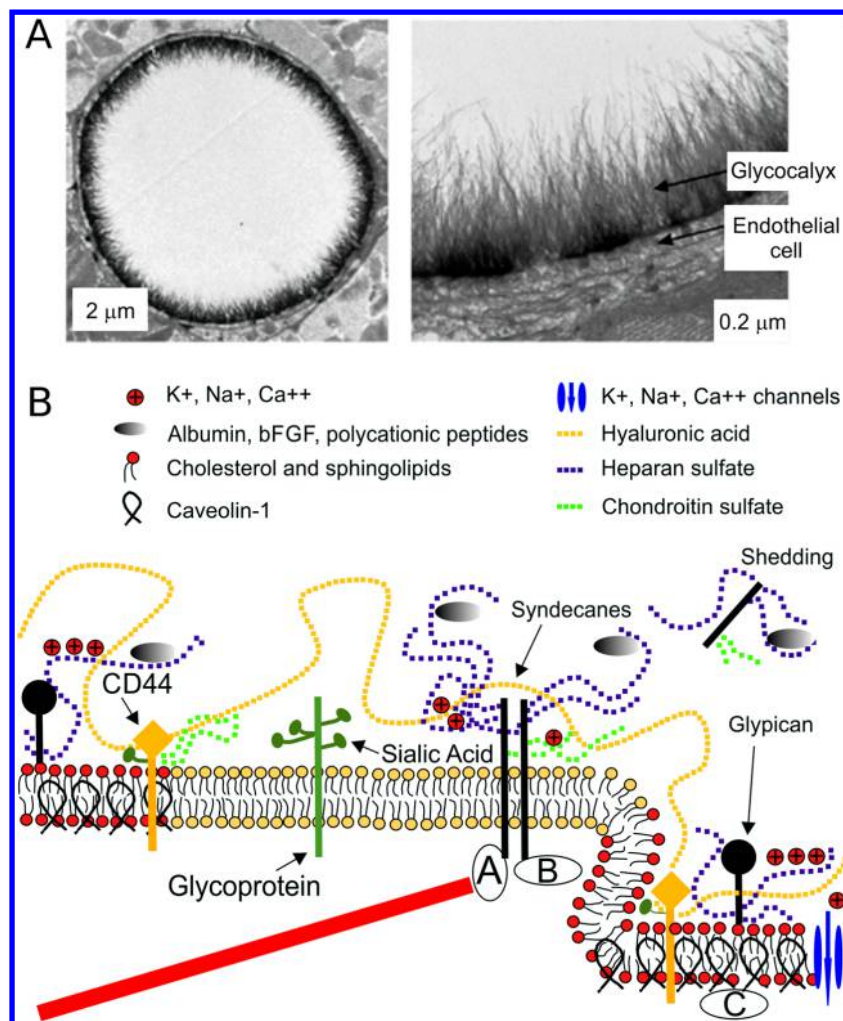 A
Glycocalyx
Endothelial
cell
2 μm
0.2 μm
B
K+, Na+, Ca++
K+, Na+, Ca++ channels
Albumin, bFGF, polycationic peptides
Hyaluronic acid
Cholesterol and sphingolipids
Heparan sulfate
Caveolin-1
Chondroitin sulfate
Shedding
Syndecanes
CD44
Glypican
Sialic Acid
Glycoprotein
A
B
C